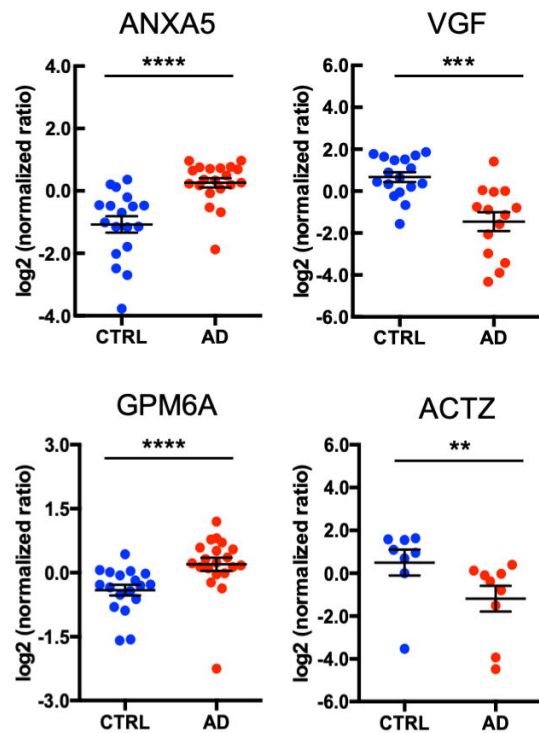 ANXA5
****
log2 (normalized ratio)
4.0
2.0
0.0
-2.0
-4.0
CTRL AD
VGF
***
log2 (normalized ratio)
6.0
4.0
2.0
0.0
-2.0
-4.0
-6.0
CTRL AD
GPM6A
****
log2 (normalized ratio)
3.0
1.5
0.0
-1.5
-3.0
CTRL AD
ACTZ
**
log2 (normalized ratio)
6.0
4.0
2.0
0.0
-2.0
-4.0
-6.0
CTRL AD